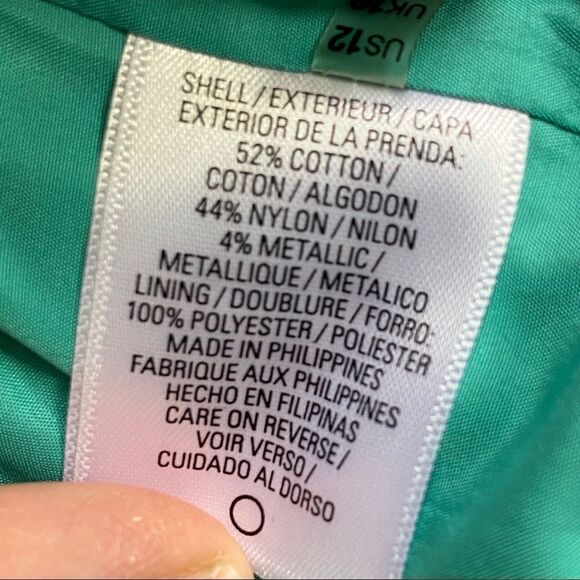 US12
SHELL/EXTERIEUR/CAPA
EXTERIOR DE LA PRENDA:
52% COTTON/
COTON/ALGODON
44% NYLON/NILON
4% METALLIC/
METALLIQUE/METALICO
LINING/DOUBLURE/FORRO:
100% POLYESTER/POLIESTER
MADE IN PHILIPPINES
FABRIQUE AUX PHILIPPINES
HECHO EN FILIPINAS
CARE ON REVERSE/
VOIR VERSO/
CUIDADO AL DORSO